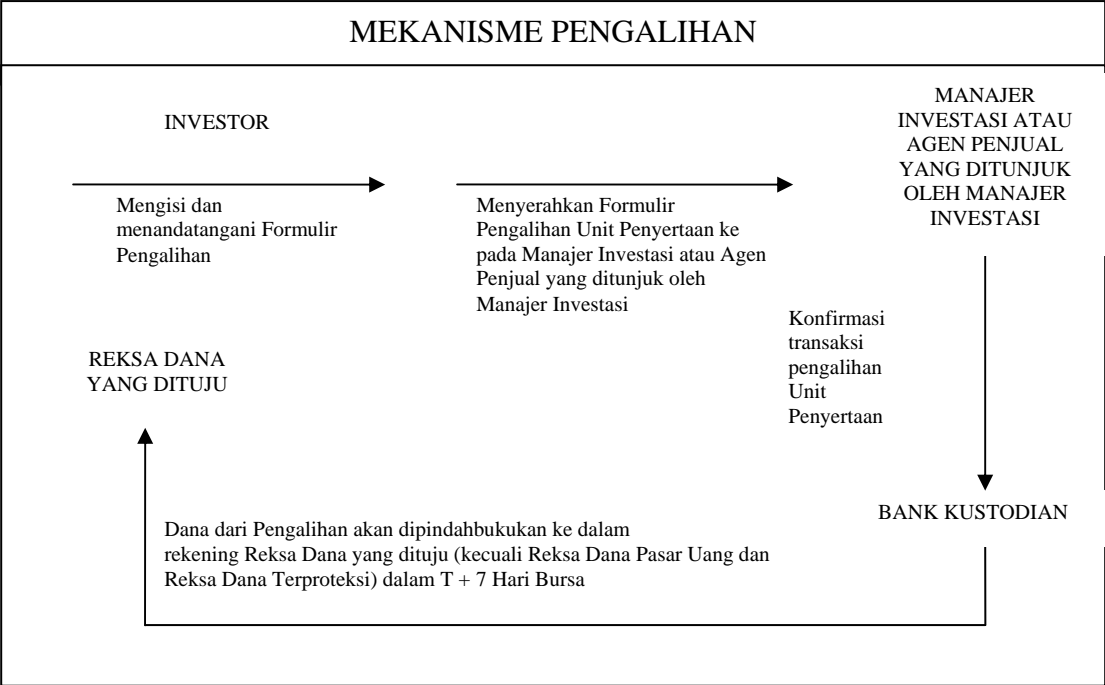 MEKANISME PENGALIHAN
INVESTOR
Mengisi dan
menandatangani Formulir
Pengalihan
Menyerahkan Formulir
Pengalihan Unit Penyertaan ke
pada Manajer Investasi atau Agen
Penjual yang ditunjuk oleh
Manajer Investasi
MANAJER
INVESTASI ATAU
AGEN PENJUAL
YANG DITUNJUK
OLEH MANAJER
INVESTASI
Konfirmasi
transaksi
pengalihan
Unit
Penyertaan
BANK KUSTODIAN
Dana dari Pengalihan akan dipindahbukukan ke dalam
rekening Reksa Dana yang dituju (kecuali Reksa Dana Pasar Uang dan
Reksa Dana Terproteksi) dalam T + 7 Hari Bursa
REKSA DANA
YANG DITUJU